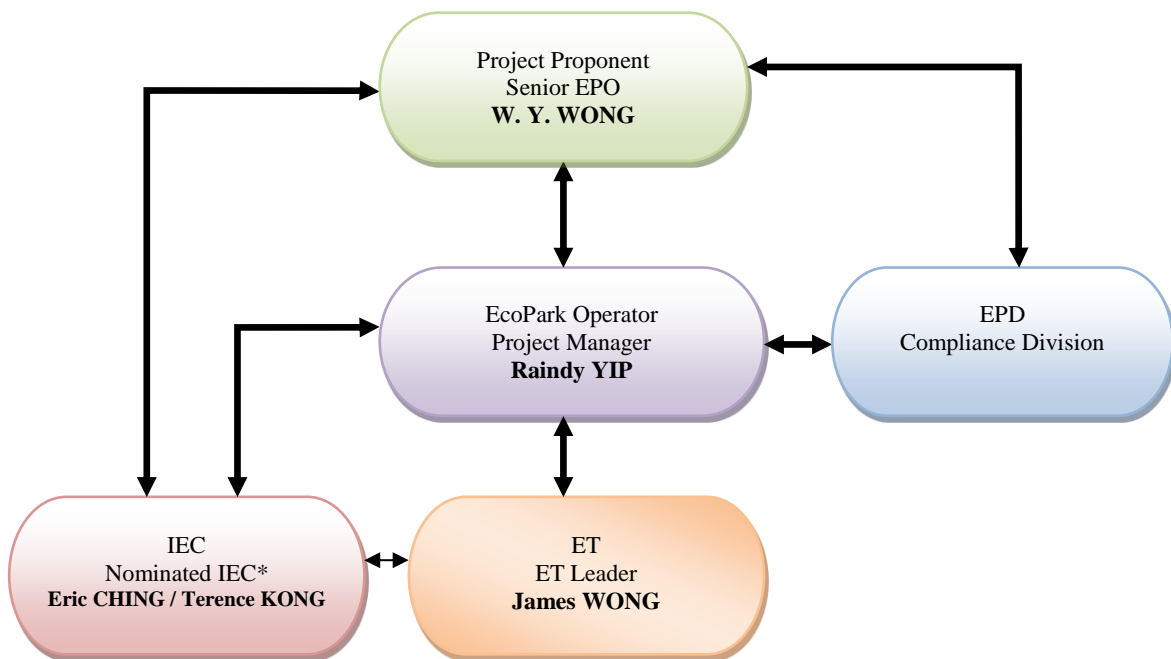 Project Proponent
Senior EPO
W. Y. WONG
EcoPark Operator
Project Manager
Raindy YIP
EPD
Compliance Division
IEC
Nominated IEC*
Eric CHING / Terence KONG
ET
ET Leader
James WONG